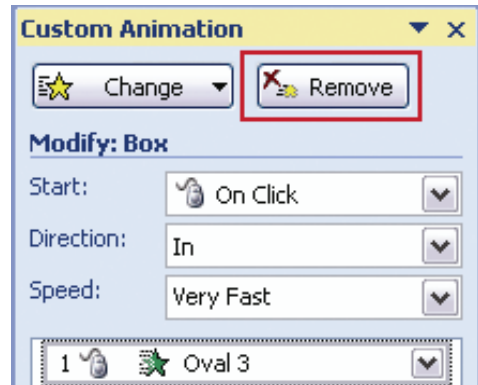 Custom Animation
Change Remove
Modify: Box
Start: On Click
Direction: In
Speed: Very Fast
1 Oval 3